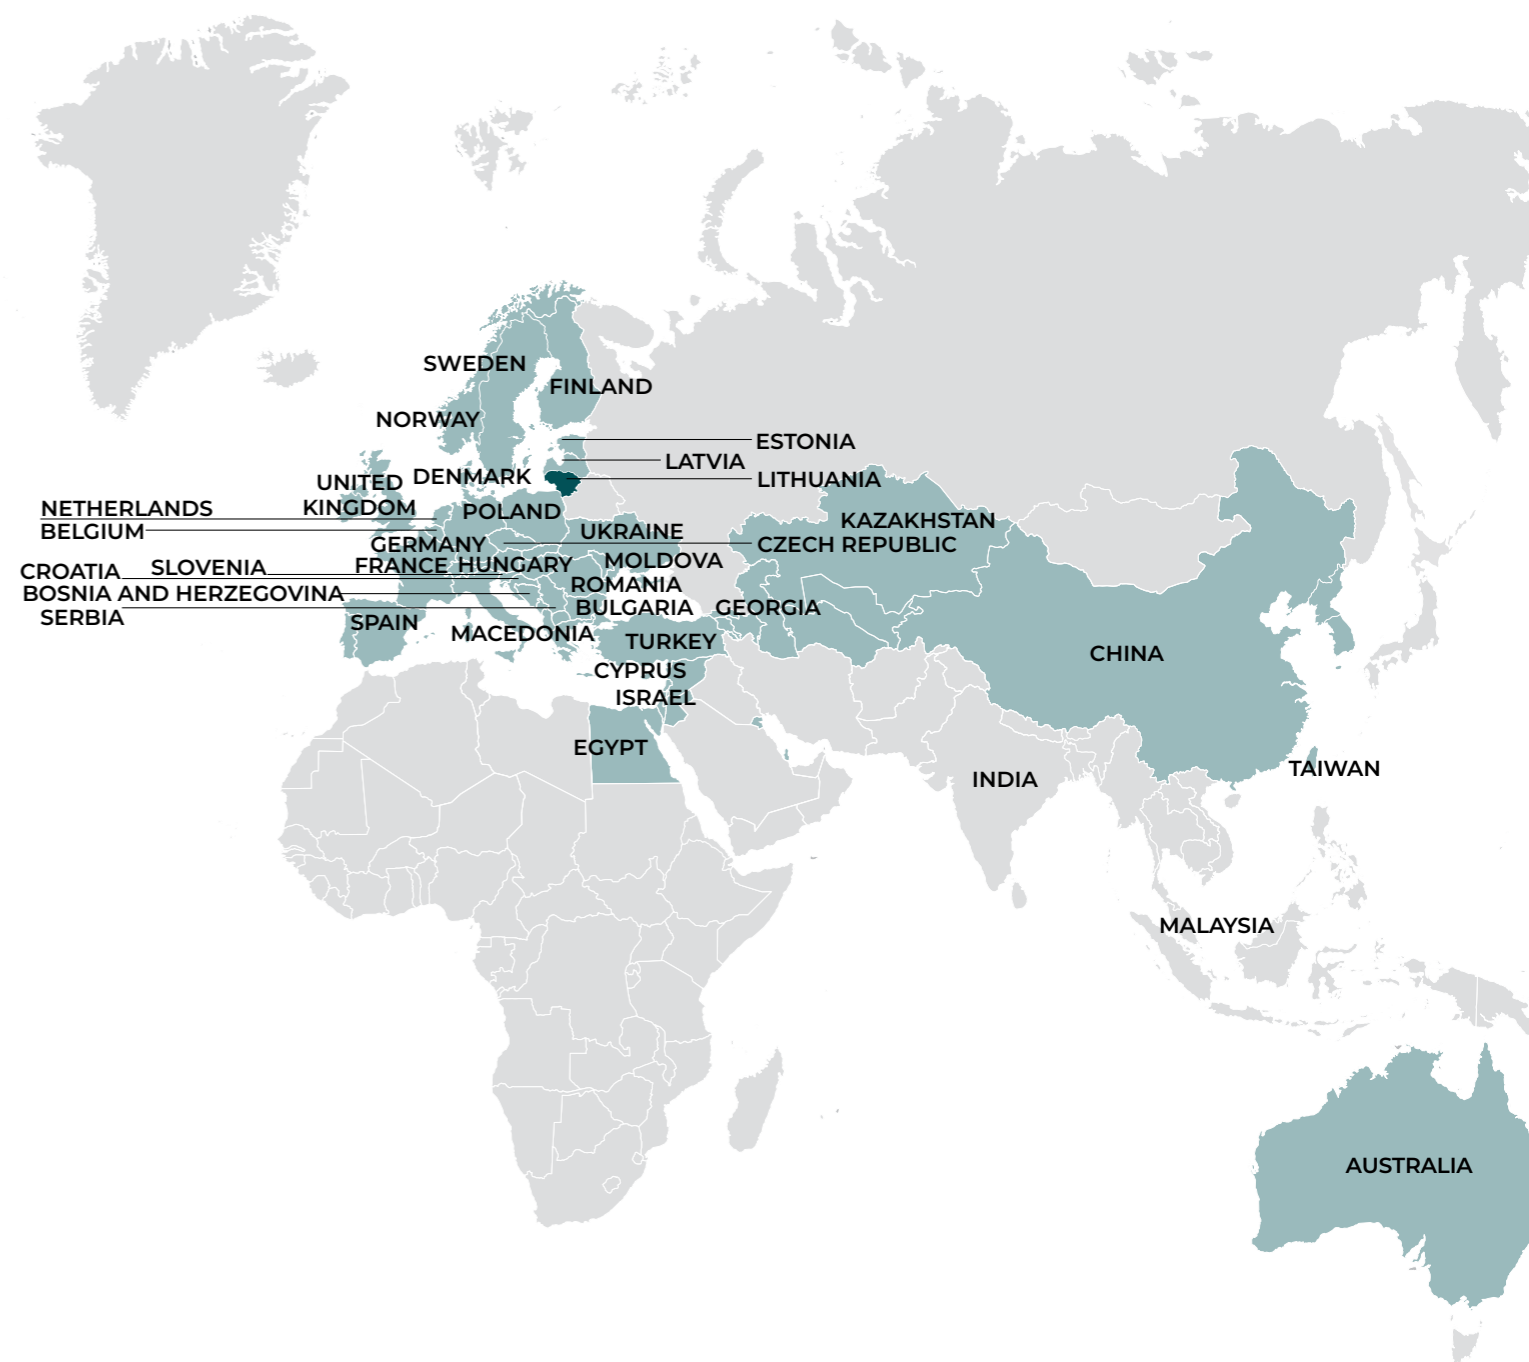 SWEDEN
FINLAND
NORWAY
ESTONIA
LATVIA
DENMARK
LITHUANIA
UNITED
KINGDOM
NETHERLANDS
POLAND
KAZAKHSTAN
BELGIUM
UKRAINE
GERMANY
CZECH REPUBLIC
MOLDOVA
FRANCE
HUNGARY
SLOVENIA
CROATIA
ROMANIA
BOSNIA AND HERZEGOVINA
BULGARIA
GEORGIA
SERBIA
SPAIN
MACEDONIA
TURKEY
CHINA
CYPRUS
ISRAEL
EGYPT
TAIWAN
INDIA
MALAYSIA
AUSTRALIA